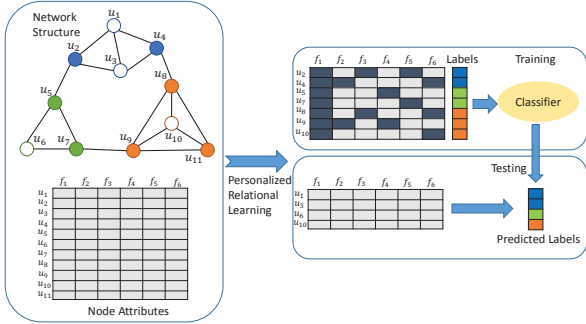 Network
Structure
u1
u2
u3
u4
u5
u6
u7
u8
u9
u10
u11
f1 f2 f3 f4 f5 f6
u1
u2
u3
u4
u5
u6
u7
u8
u9
u10
u11
Node Attributes
Personalized
Relational
Learning
f1 f2 f3 f4 f5 f6 Labels Training
u2
u4
u5
u7
u8
u9
u10
Classifier
Testing
f1 f2 f3 f4 f5 f6
u1
u3
u6
u10
Predicted Labels